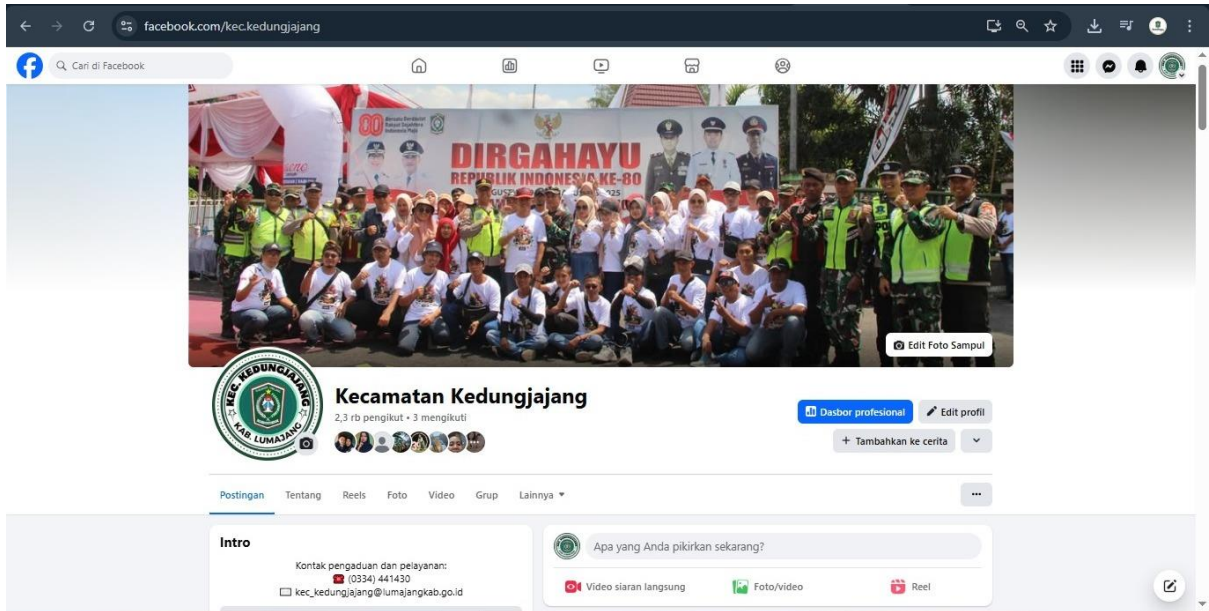 facebook.com/kec.kedungjajang
Cari di Facebook
80
DIRGAHAYU
REPUBLIK INDONESIA KE-80
Edit Foto Sampul
KEC. KEDUNGJAJANG
KAB. LUMAJANG
Kecamatan Kedungjajang
2,3 rb pengikut • 3 mengikuti
Dasbor profesional
Edit profil
+ Tambahkan ke cerita
Postingan Tentang Reels Foto Video Grup Lainnya
Intro
Kontak pengaduan dan pelayanan:
(0334) 441430
kec_kedungjajang@lumajangkab.go.id
Apa yang Anda pikirkan sekarang?
Video siaran langsung Foto/video Reel